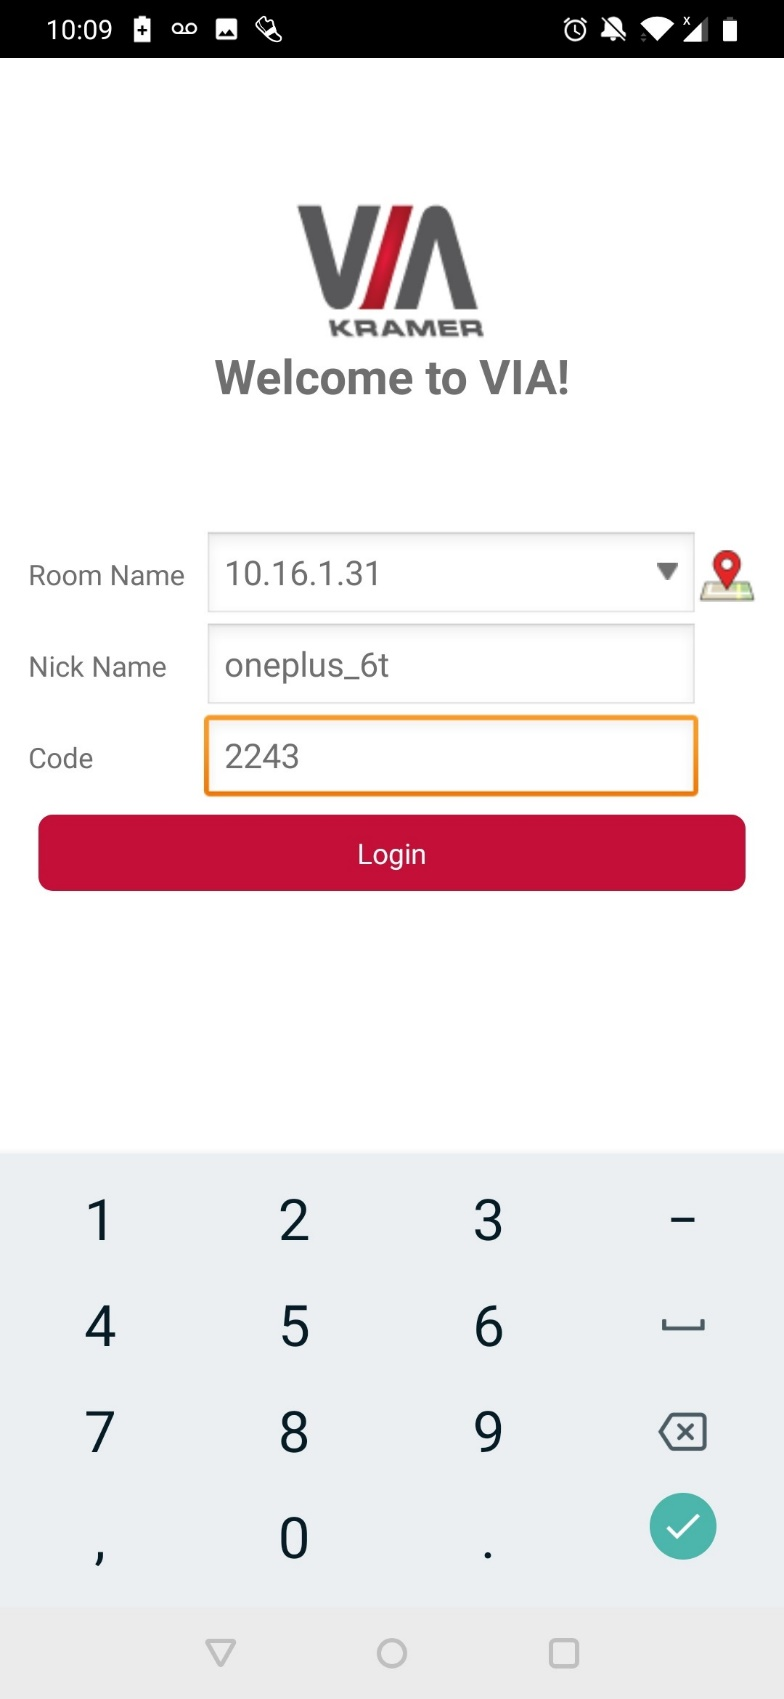 10:09
VIA
KRAMER
Welcome to VIA!
Room Name 10.16.1.31
Nick Name oneplus_6t
Code 2243
Login
1 2 3 –
4 5 6
7 8 9
, 0 .